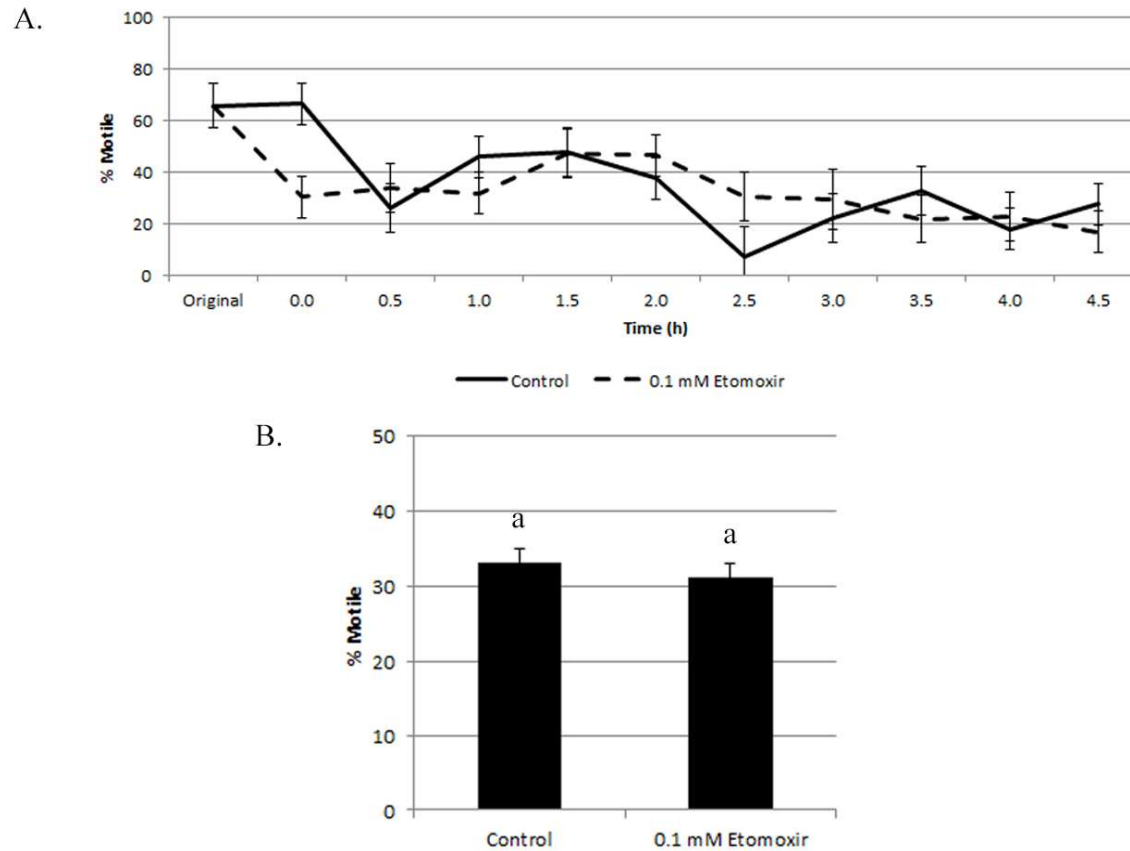 A.
100
80
60
40
20
0
% Motile
Original 0.0 0.5 1.0 1.5 2.0 2.5 3.0 3.5 4.0 4.5
Time (h)
Control 0.1 mM Etomoxir
B.
50
40
30
20
10
0
% Motile
a a
Control 0.1 mM Etomoxir